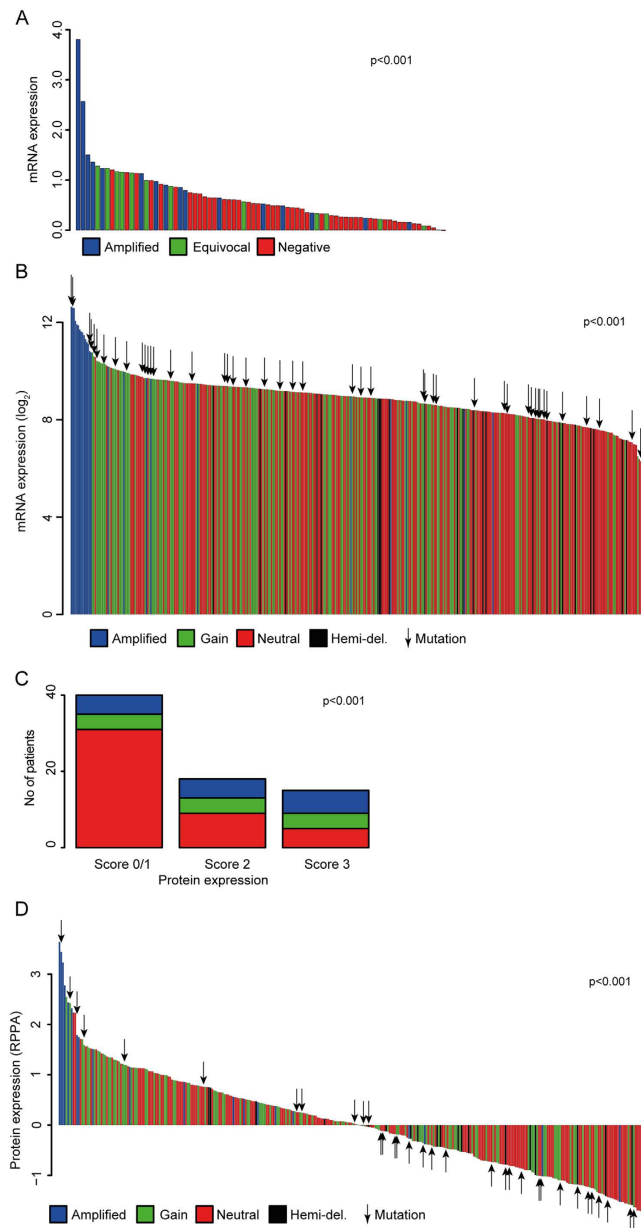 A
4.0
3.0
2.0
1.0
0.0
mRNA expression
p<0.001
Amplified Equivocal Negative
B
12
8
4
0
mRNA expression (log2)
p<0.001
Amplified Gain Neutral Hemi-del. Mutation
C
40
20
0
No of patients
p<0.001
Score 0/1 Score 2 Score 3
Protein expression
D
3
2
1
0
−1
Protein expression (RPPA)
p<0.001
Amplified Gain Neutral Hemi-del. Mutation